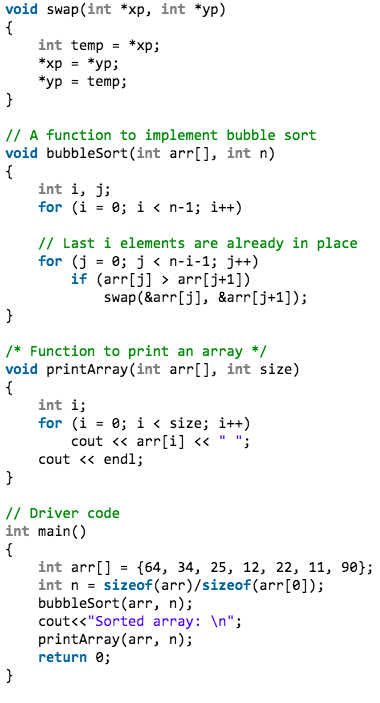 void swap(int *xp, int *yp)
{
    int temp = *xp;
    *xp = *yp;
    *yp = temp;
}

// A function to implement bubble sort
void bubbleSort(int arr[], int n)
{
    int i, j;
    for (i = 0; i < n-1; i++)

    // Last i elements are already in place
    for (j = 0; j < n-i-1; j++)
        if (arr[j] > arr[j+1])
            swap(&arr[j], &arr[j+1]);
}

/* Function to print an array */
void printArray(int arr[], int size)
{
    int i;
    for (i = 0; i < size; i++)
        cout << arr[i] << " ";
    cout << endl;
}

// Driver code
int main()
{
    int arr[] = {64, 34, 25, 12, 22, 11, 90};
    int n = sizeof(arr)/sizeof(arr[0]);
    bubbleSort(arr, n);
    cout<<"Sorted array: \n";
    printArray(arr, n);
    return 0;
}